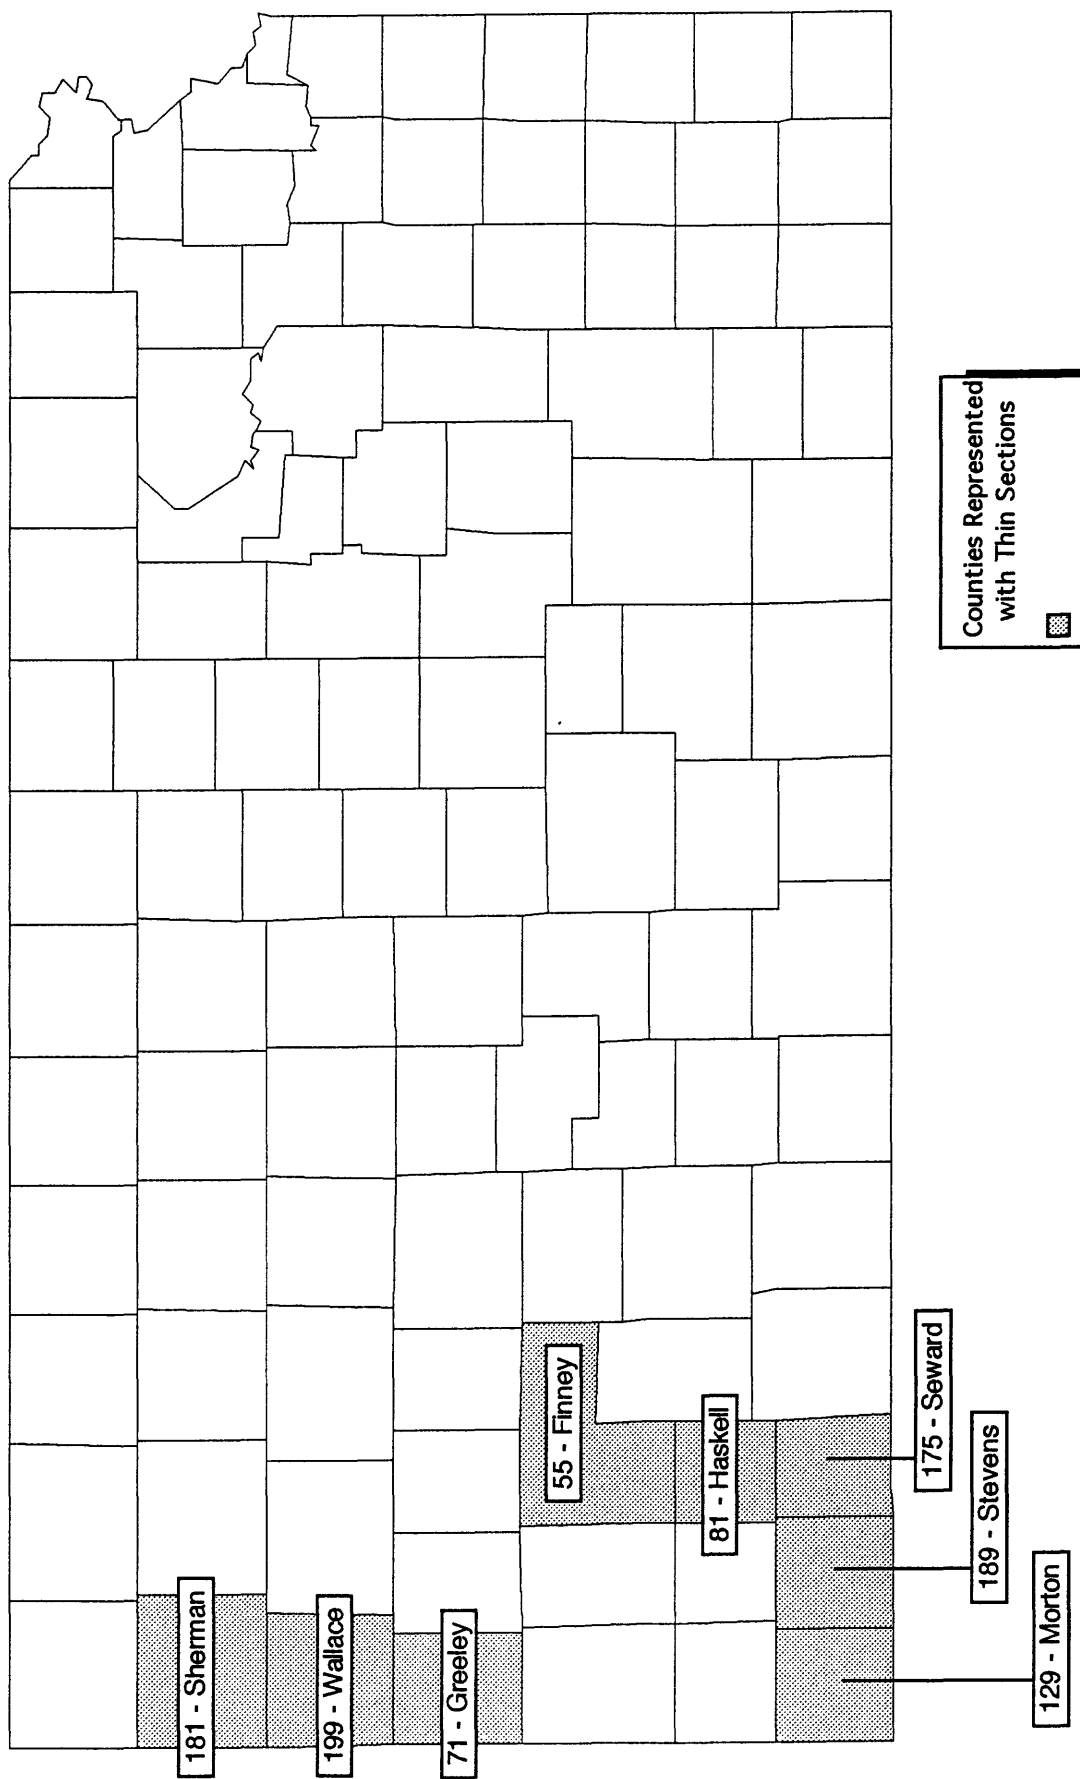 181 - Sherman
199 - Wallace
71 - Greeley
55 - Finney
81 - Haskell
175 - Seward
189 - Stevens
129 - Morton
Counties Represented
with Thin Sections